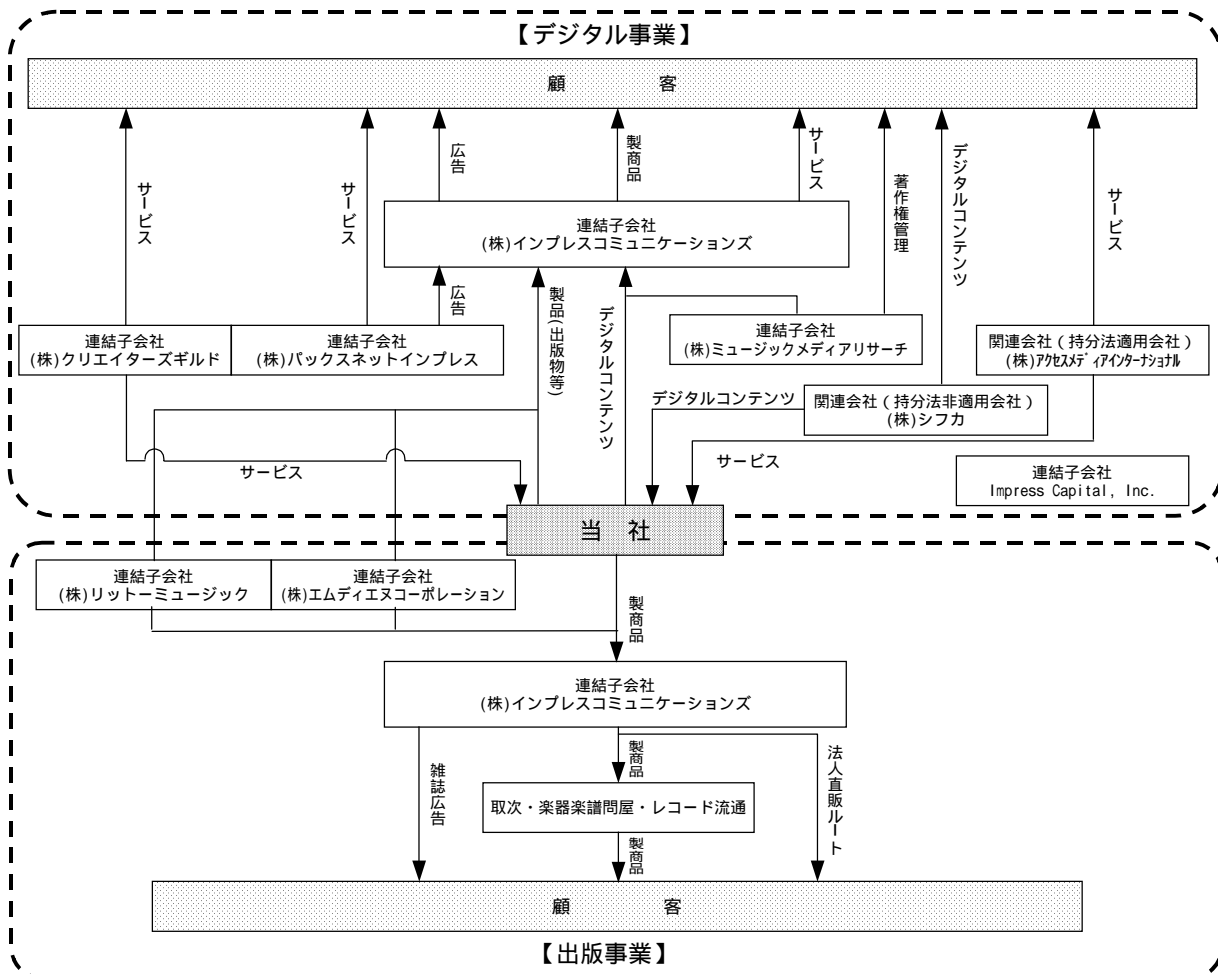 【デジタル事業】
顧　　　客
サービス
サービス
広告
製商品
サービス
著作権管理
デジタルコンテンツ
サービス
連結子会社
(株)インプレスコミュニケーションズ
広告
製品(出版物等)
デジタルコンテンツ
連結子会社
(株)クリエイターズギルド
連結子会社
(株)パックスネットインプレス
連結子会社
(株)ミュージックメディアリサーチ
関連会社(持分法適用会社)
(株)アクセスメディアインターナショナル
デジタルコンテンツ
関連会社(持分法非適用会社)
(株)シフカ
サービス
サービス
連結子会社
Impress Capital, Inc.
当　社
連結子会社
(株)リットーミュージック
連結子会社
(株)エムディエヌコーポレーション
製商品
連結子会社
(株)インプレスコミュニケーションズ
雑誌広告
製商品
法人直販ルート
取次・楽器楽譜問屋・レコード流通
製商品
顧　　　客
【出版事業】